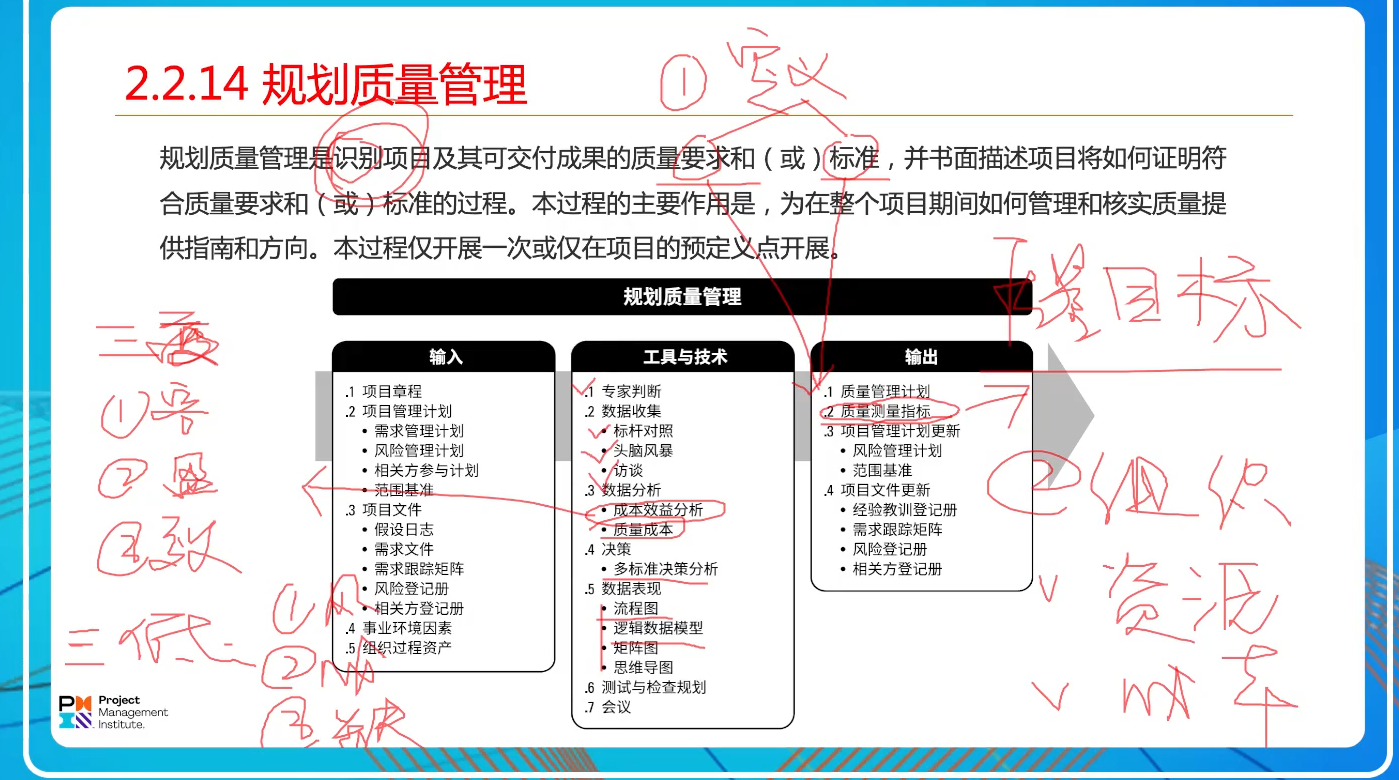 2.2.14 规划质量管理
① 定义
规划质量管理是识别项目及其可交付成果的质量要求和（或）标准，并书面描述项目将如何证明符
合质量要求和（或）标准的过程。本过程的主要作用是，为在整个项目期间如何管理和核实质量提
供指南和方向。本过程仅开展一次或仅在项目的预定义点开展。
规划质量管理
输入
.1 项目章程
.2 项目管理计划
• 需求管理计划
• 风险管理计划
• 相关方参与计划
• 范围基准
.3 项目文件
• 假设日志
• 需求文件
• 需求跟踪矩阵
• 风险登记册
• 相关方登记册
.4 事业环境因素
.5 组织过程资产
工具与技术
.1 专家判断
.2 数据收集
• 标杆对照
• 头脑风暴
• 访谈
.3 数据分析
• 成本效益分析
• 质量成本
.4 决策
• 多标准决策分析
.5 数据表现
• 流程图
• 逻辑数据模型
• 矩阵图
• 思维导图
.6 测试与检查规划
.7 会议
输出
.1 质量管理计划
.2 质量测量指标
.3 项目管理计划更新
• 风险管理计划
• 范围基准
.4 项目文件更新
• 经验教训登记册
• 需求跟踪矩阵
• 风险登记册
• 相关方登记册
目标
② 组织
资源
三
①
②
③ 效
三低
① 风
②
③
Project
Management
Institute.